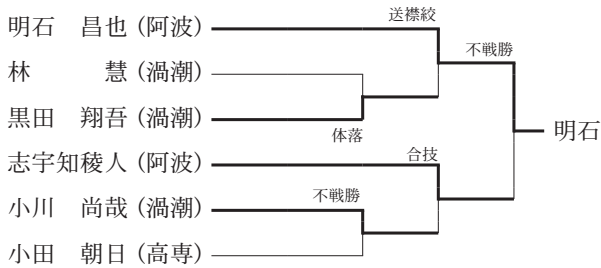 送襟絞
明石　昌也（阿波）
不戦勝
林　　　慧（渦潮）
黒田　翔吾（渦潮）
体落
明石
志宇知稜人（阿波）
合技
不戦勝
小川　尚哉（渦潮）
小田　朝日（高専）